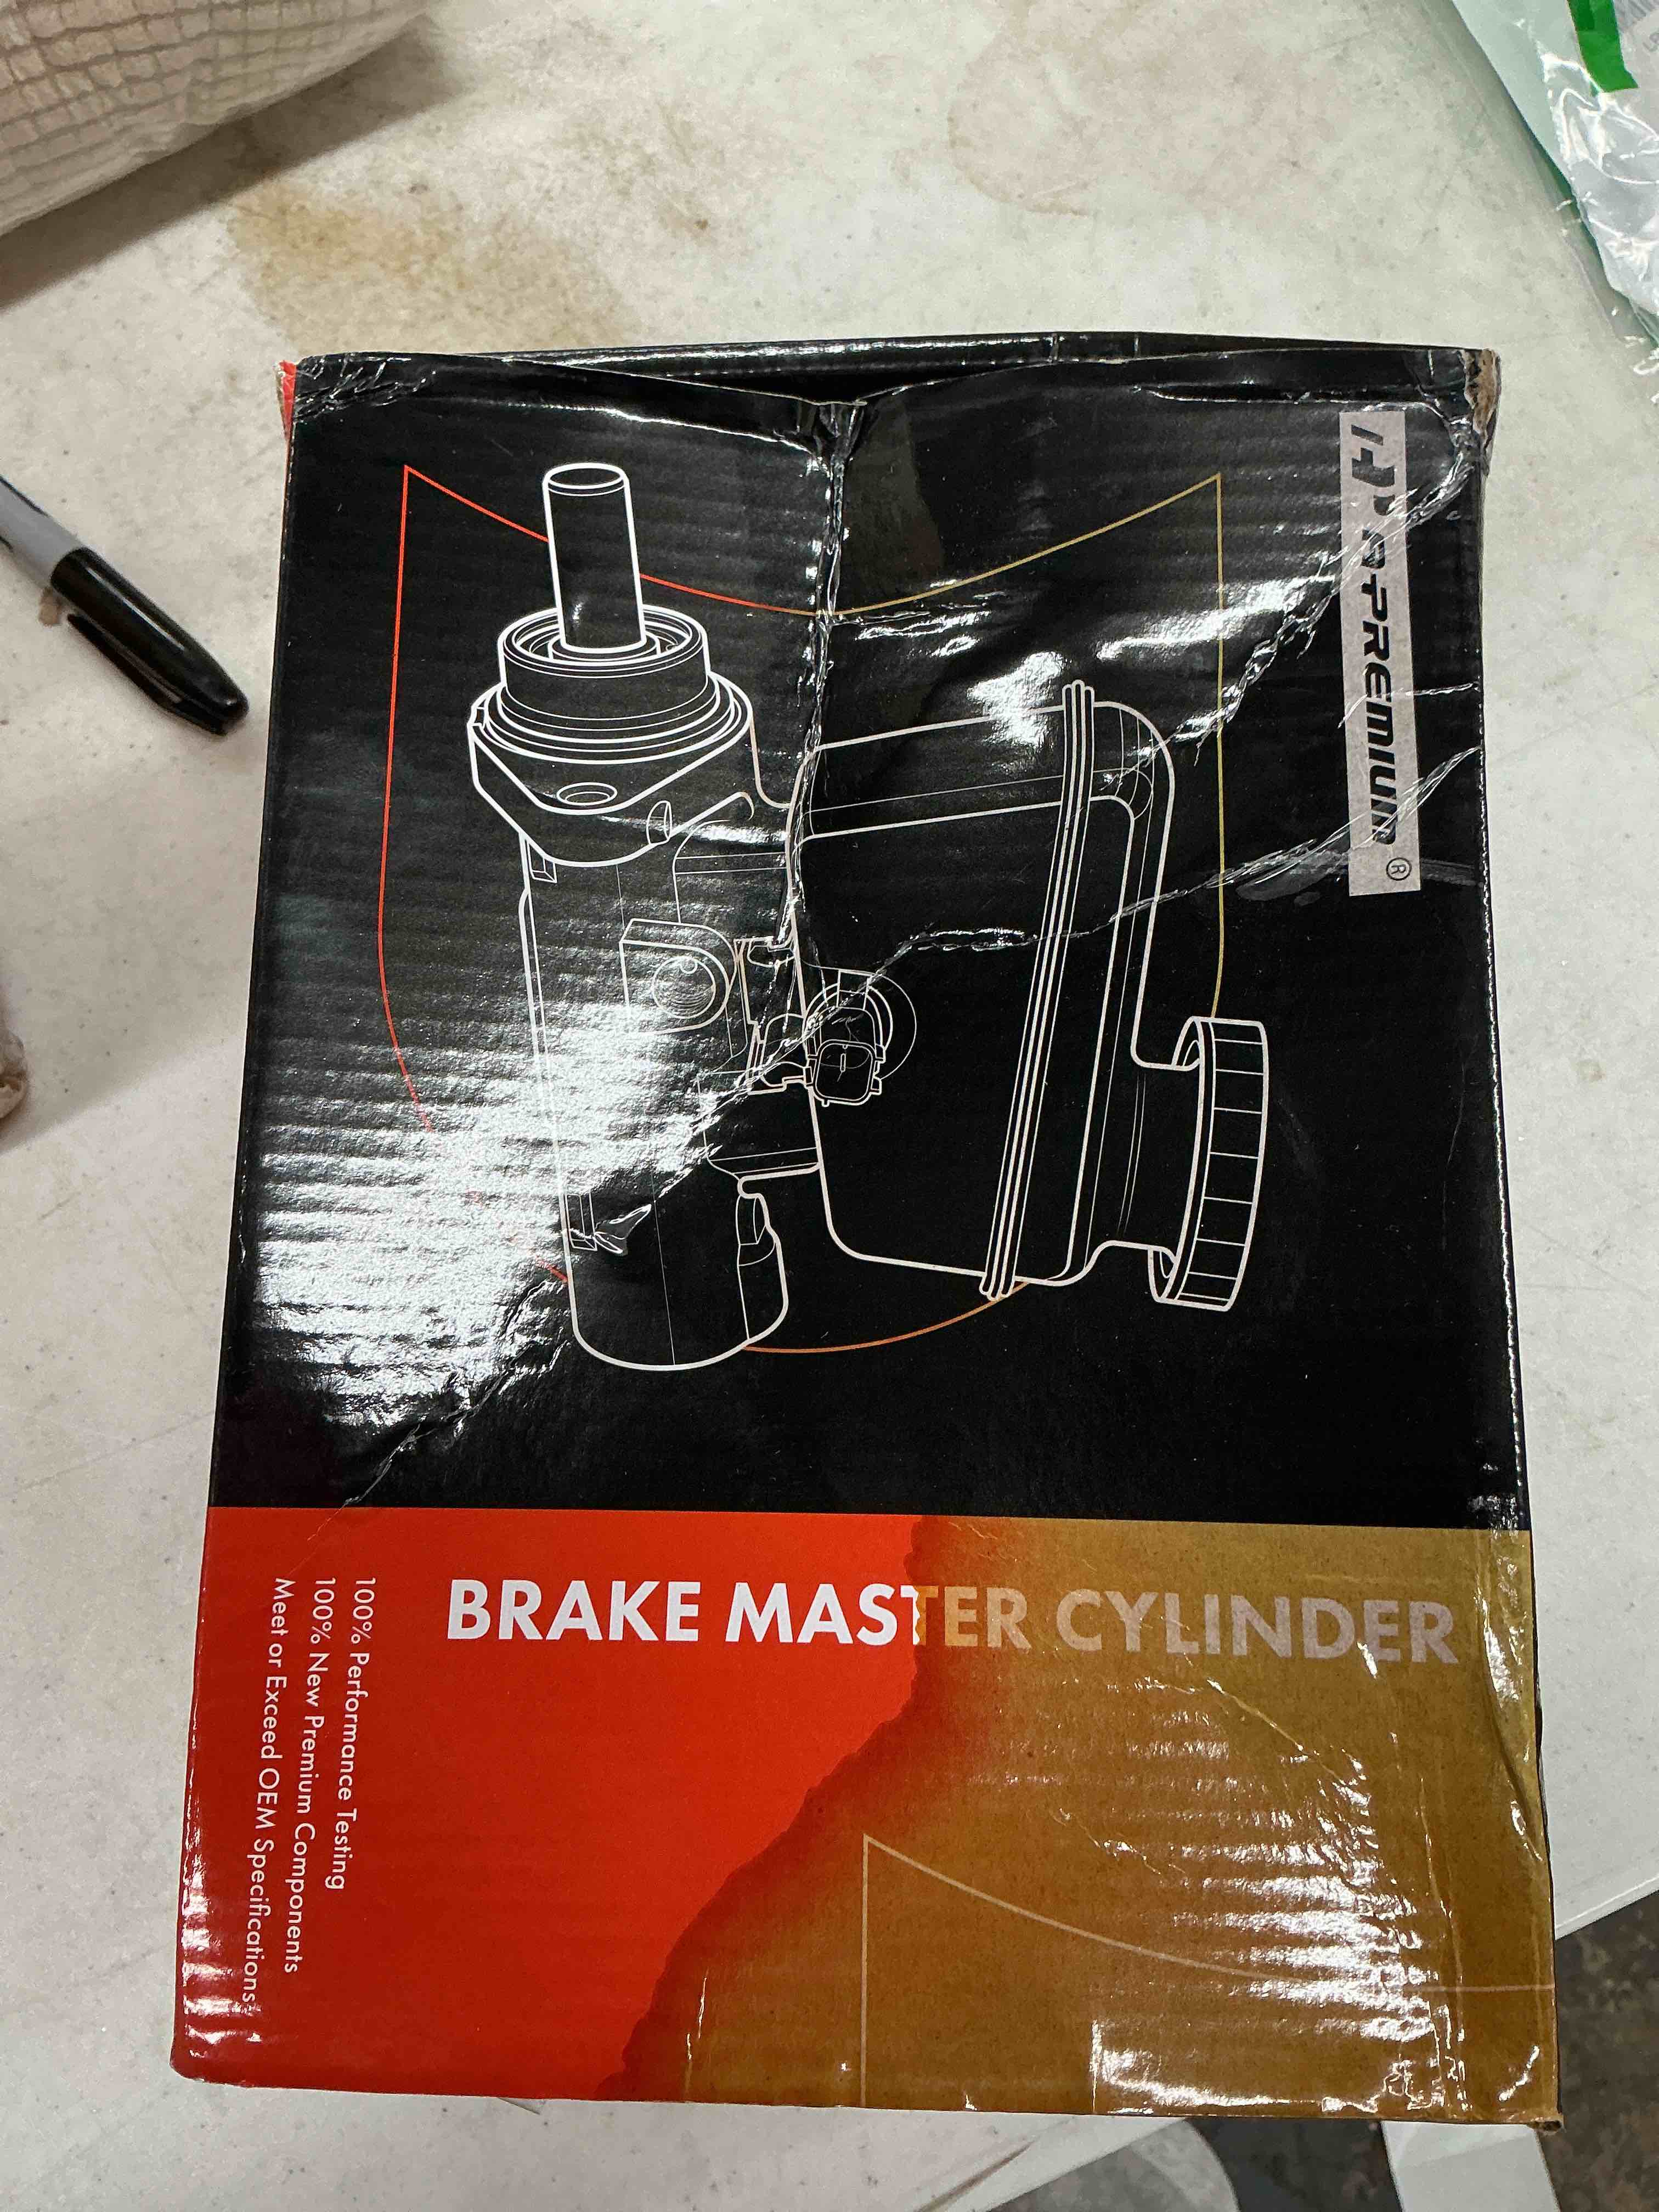 A-PREMIUM®
BRAKE MASTER CYLINDER
100% Performance Testing
100% New Premium Components
Meet or Exceed OEM Specifications